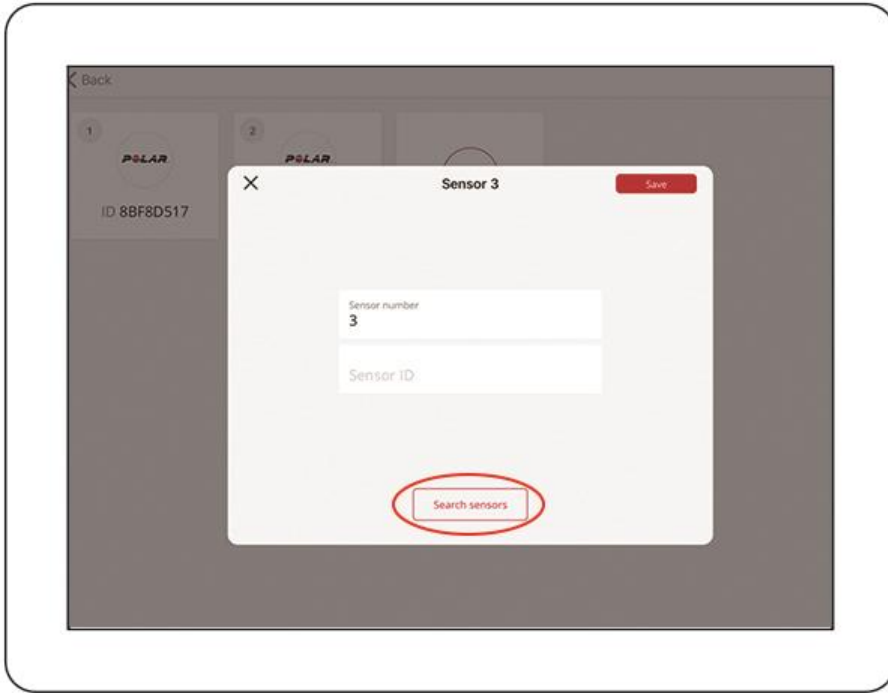 Back
1
POLAR
ID 8BF8D517
2
POLAR
Sensor 3
Save
Sensor number
3
Sensor ID
Search sensors